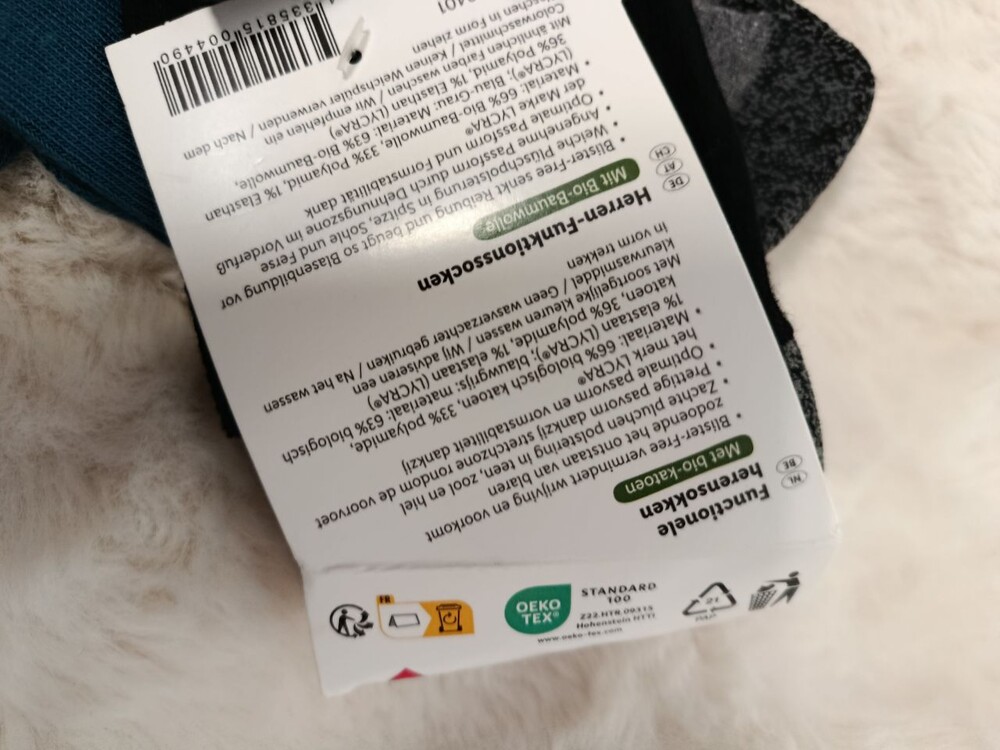 OEKO
TEX®
STANDARD
100
Z22.HTR.09315
Hohenstein HTTI
www.oeko-tex.com
FR
21
PAP
NL
BE
Functionele
herensokken
Met bio-katoen
• Blister-Free vermindert wrijving en voorkomt
zodoende het ontstaan van blaren
• Zachte pluchen polstering in teen, zool en hiel
• Prettige pasvorm dankzij stretchzone rondom de voorvoet
• Optimale pasvorm en vormstabiliteit dankzij
het merk LYCRA®
• Materiaal: 66% biologisch katoen, 33% polyamide,
1% elastaan (LYCRA®); blauwgrijs: materiaal: 63% biologisch
katoen, 36% polyamide, 1% elastaan (LYCRA®)
Met soortgelijke kleuren wassen / Wij adviseren een
kleurwasmiddel / Geen wasverzachter gebruiken / Na het wassen
in vorm trekken
DE
AT
CH
Herren-Funktionssocken
Mit Bio-Baumwolle
• Blister-Free senkt Reibung und beugt so Blasenbildung vor
• Weiche Plüschpolsterung in Spitze, Sohle und Ferse
• Angenehme Passform durch Dehnungszone im Vorderfuß
• Optimale Passform und Formstabilität dank
der Marke LYCRA®
• Material: 66% Bio-Baumwolle, 33% Polyamid, 1% Elasthan
(LYCRA®); Blau-Grau: Material: 63% Bio-Baumwolle,
36% Polyamid, 1% Elasthan (LYCRA®)
Mit ähnlichen Farben waschen / Wir empfehlen ein
Colorwaschmittel / Keinen Weichspüler verwenden / Nach dem
Waschen in Form ziehen
335815 004490